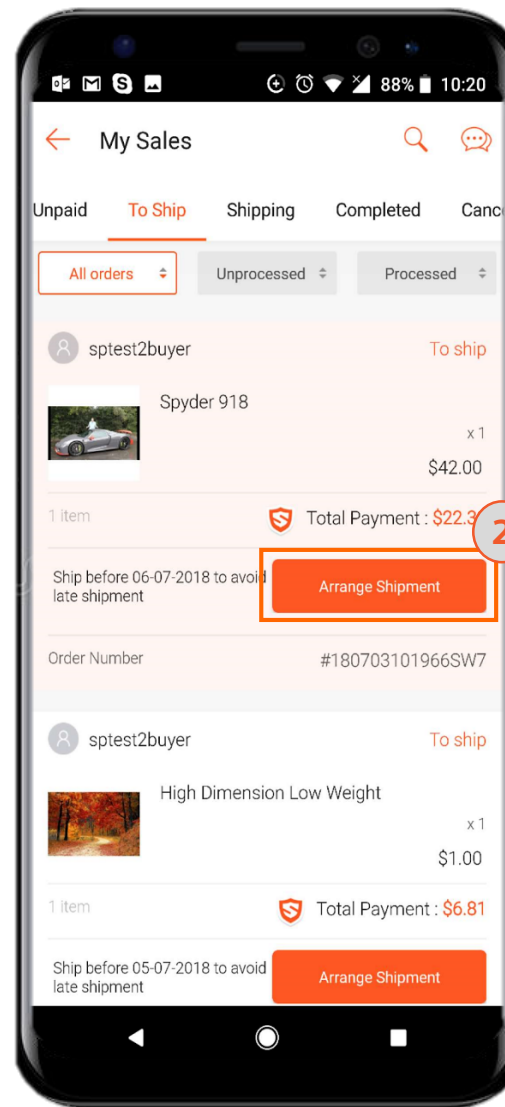 88% 10:20
My Sales
Unpaid To Ship Shipping Completed Canc
All orders Unprocessed Processed
sptest2buyer To ship
Spyder 918
x 1
$42.00
1 item Total Payment : $22.3
2
Ship before 06-07-2018 to avoid
late shipment
Arrange Shipment
Order Number #180703101966SW7
sptest2buyer To ship
High Dimension Low Weight
x 1
$1.00
1 item Total Payment : $6.81
Ship before 05-07-2018 to avoid
late shipment
Arrange Shipment